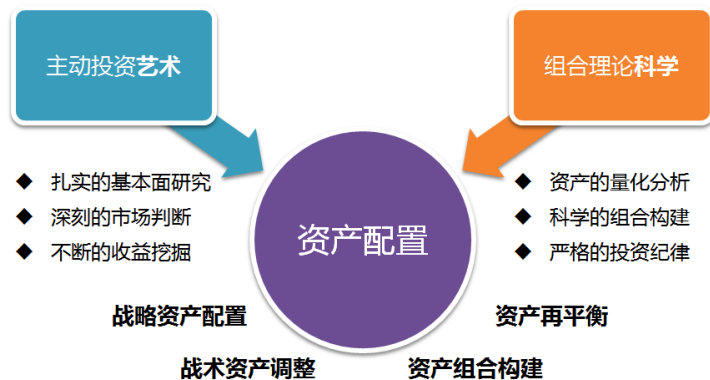 主动投资艺术
组合理论科学
◆ 扎实的基本面研究
◆ 深刻的市场判断
◆ 不断的收益挖掘
资产配置
◆ 资产的量化分析
◆ 科学的组合构建
◆ 严格的投资纪律
战略资产配置
资产再平衡
战术资产调整
资产组合构建